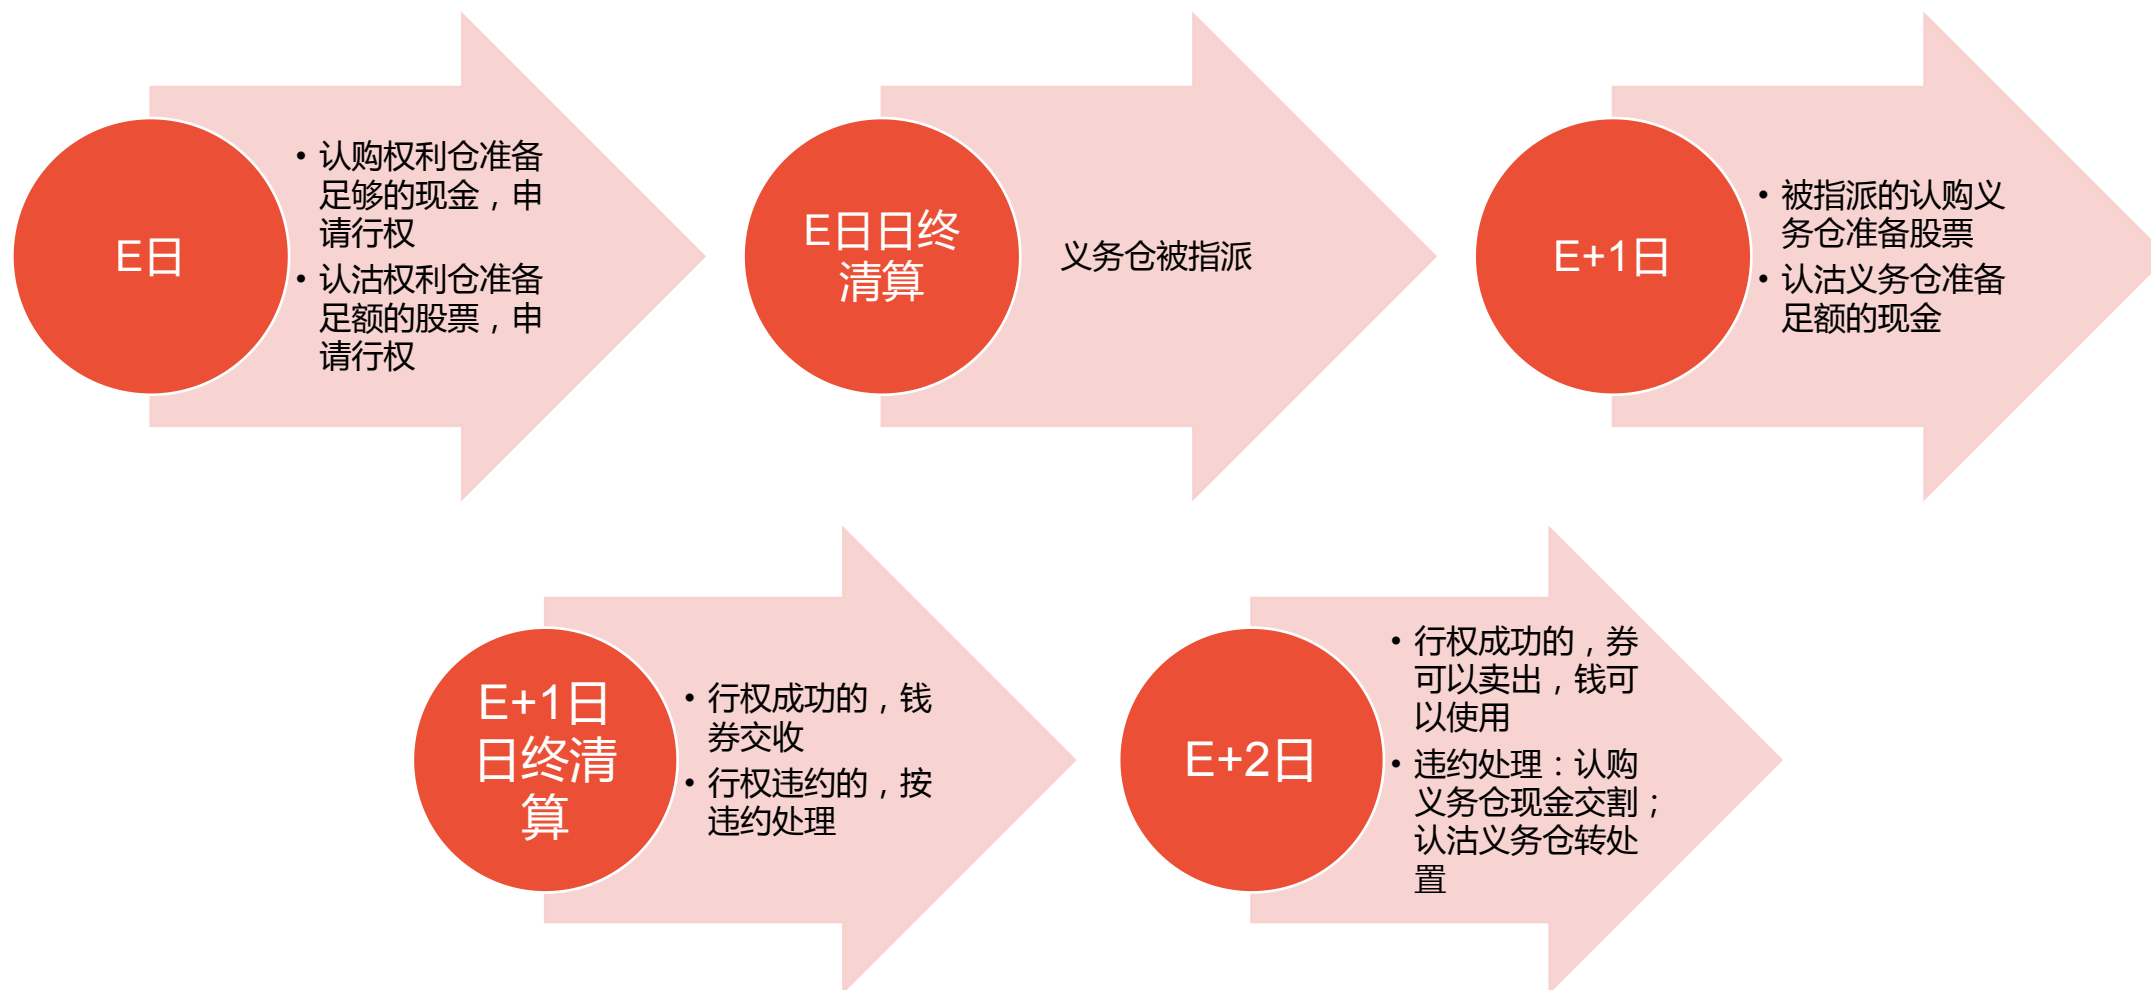 E日
• 认购权利仓准备
足够的现金，申
请行权
• 认沽权利仓准备
足额的股票，申
请行权
E日日终
清算
义务仓被指派
E+1日
• 被指派的认购义
务仓准备股票
• 认沽义务仓准备
足额的现金
E+1日
日终清
算
• 行权成功的，钱
券交收
• 行权违约的，按
违约处理
E+2日
• 行权成功的，券
可以卖出，钱可
以使用
• 违约处理：认购
义务仓现金交割；
认沽义务仓转处
置